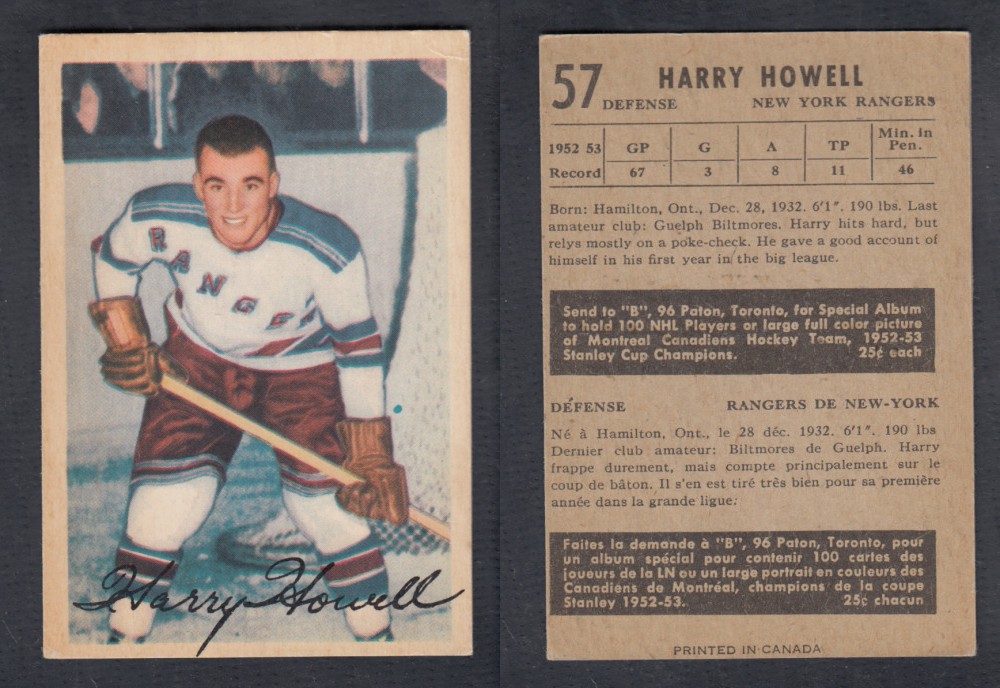 RANGE
Harry Howell
57 HARRY HOWELL
DEFENSE NEW YORK RANGERS
1952 53 GP G A TP Min. in Pen.
Record 67 3 8 11 46
Born: Hamilton, Ont., Dec. 28, 1932. 6'1". 190 lbs. Last
amateur club: Guelph Biltmores. Harry hits hard, but
relys mostly on a poke-check. He gave a good account of
himself in his first year in the big league.
Send to "B", 96 Paton, Toronto, for Special Album
to hold 100 NHL Players or large full color picture
of Montreal Canadiens Hockey Team, 1952-53
Stanley Cup Champions. 25¢ each
DÉFENSE RANGERS DE NEW-YORK
Né à Hamilton, Ont., le 28 déc. 1932. 6'1". 190 lbs
Dernier club amateur: Biltmores de Guelph. Harry
frappe durement, mais compte principalement sur le
coup de bâton. Il s'en est tiré très bien pour sa première
année dans la grande ligue.
Faites la demande à "B", 96 Paton, Toronto, pour
un album spécial pour contenir 100 cartes des
joueurs de la LN ou un large portrait en couleurs des
Canadiens de Montréal, champions de la coupe
Stanley 1952-53. 25¢ chacun
PRINTED IN CANADA